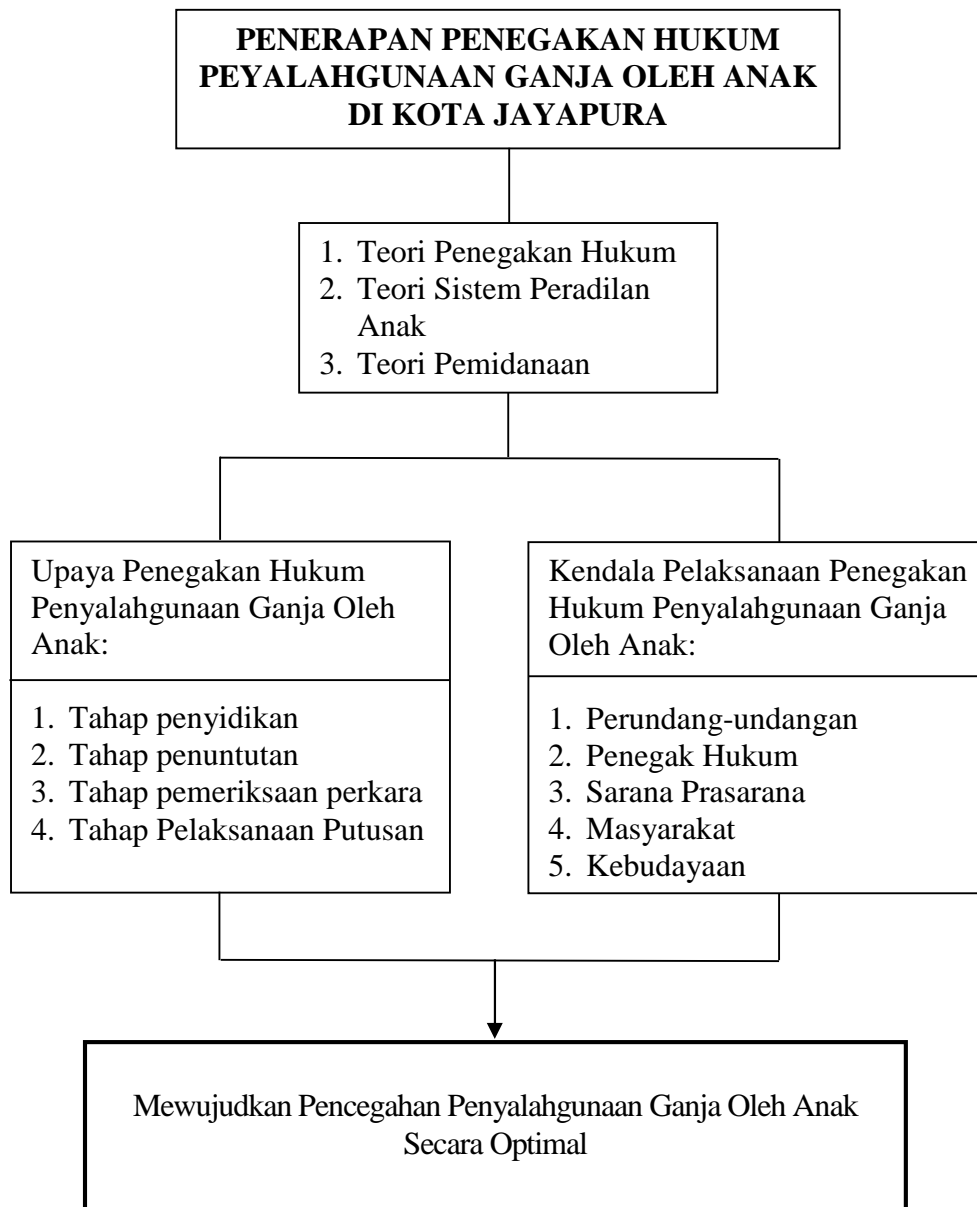 PENERAPAN PENEGAKAN HUKUM
PEYALAHGUNAAN GANJA OLEH ANAK
DI KOTA JAYAPURA
1. Teori Penegakan Hukum
2. Teori Sistem Peradilan
Anak
3. Teori Pemidanaan
Upaya Penegakan Hukum
Penyalahgunaan Ganja Oleh
Anak:
1. Tahap penyidikan
2. Tahap penuntutan
3. Tahap pemeriksaan perkara
4. Tahap Pelaksanaan Putusan
Kendala Pelaksanaan Penegakan
Hukum Penyalahgunaan Ganja
Oleh Anak:
1. Perundang-undangan
2. Penegak Hukum
3. Sarana Prasarana
4. Masyarakat
5. Kebudayaan
Mewujudkan Pencegahan Penyalahgunaan Ganja Oleh Anak
Secara Optimal